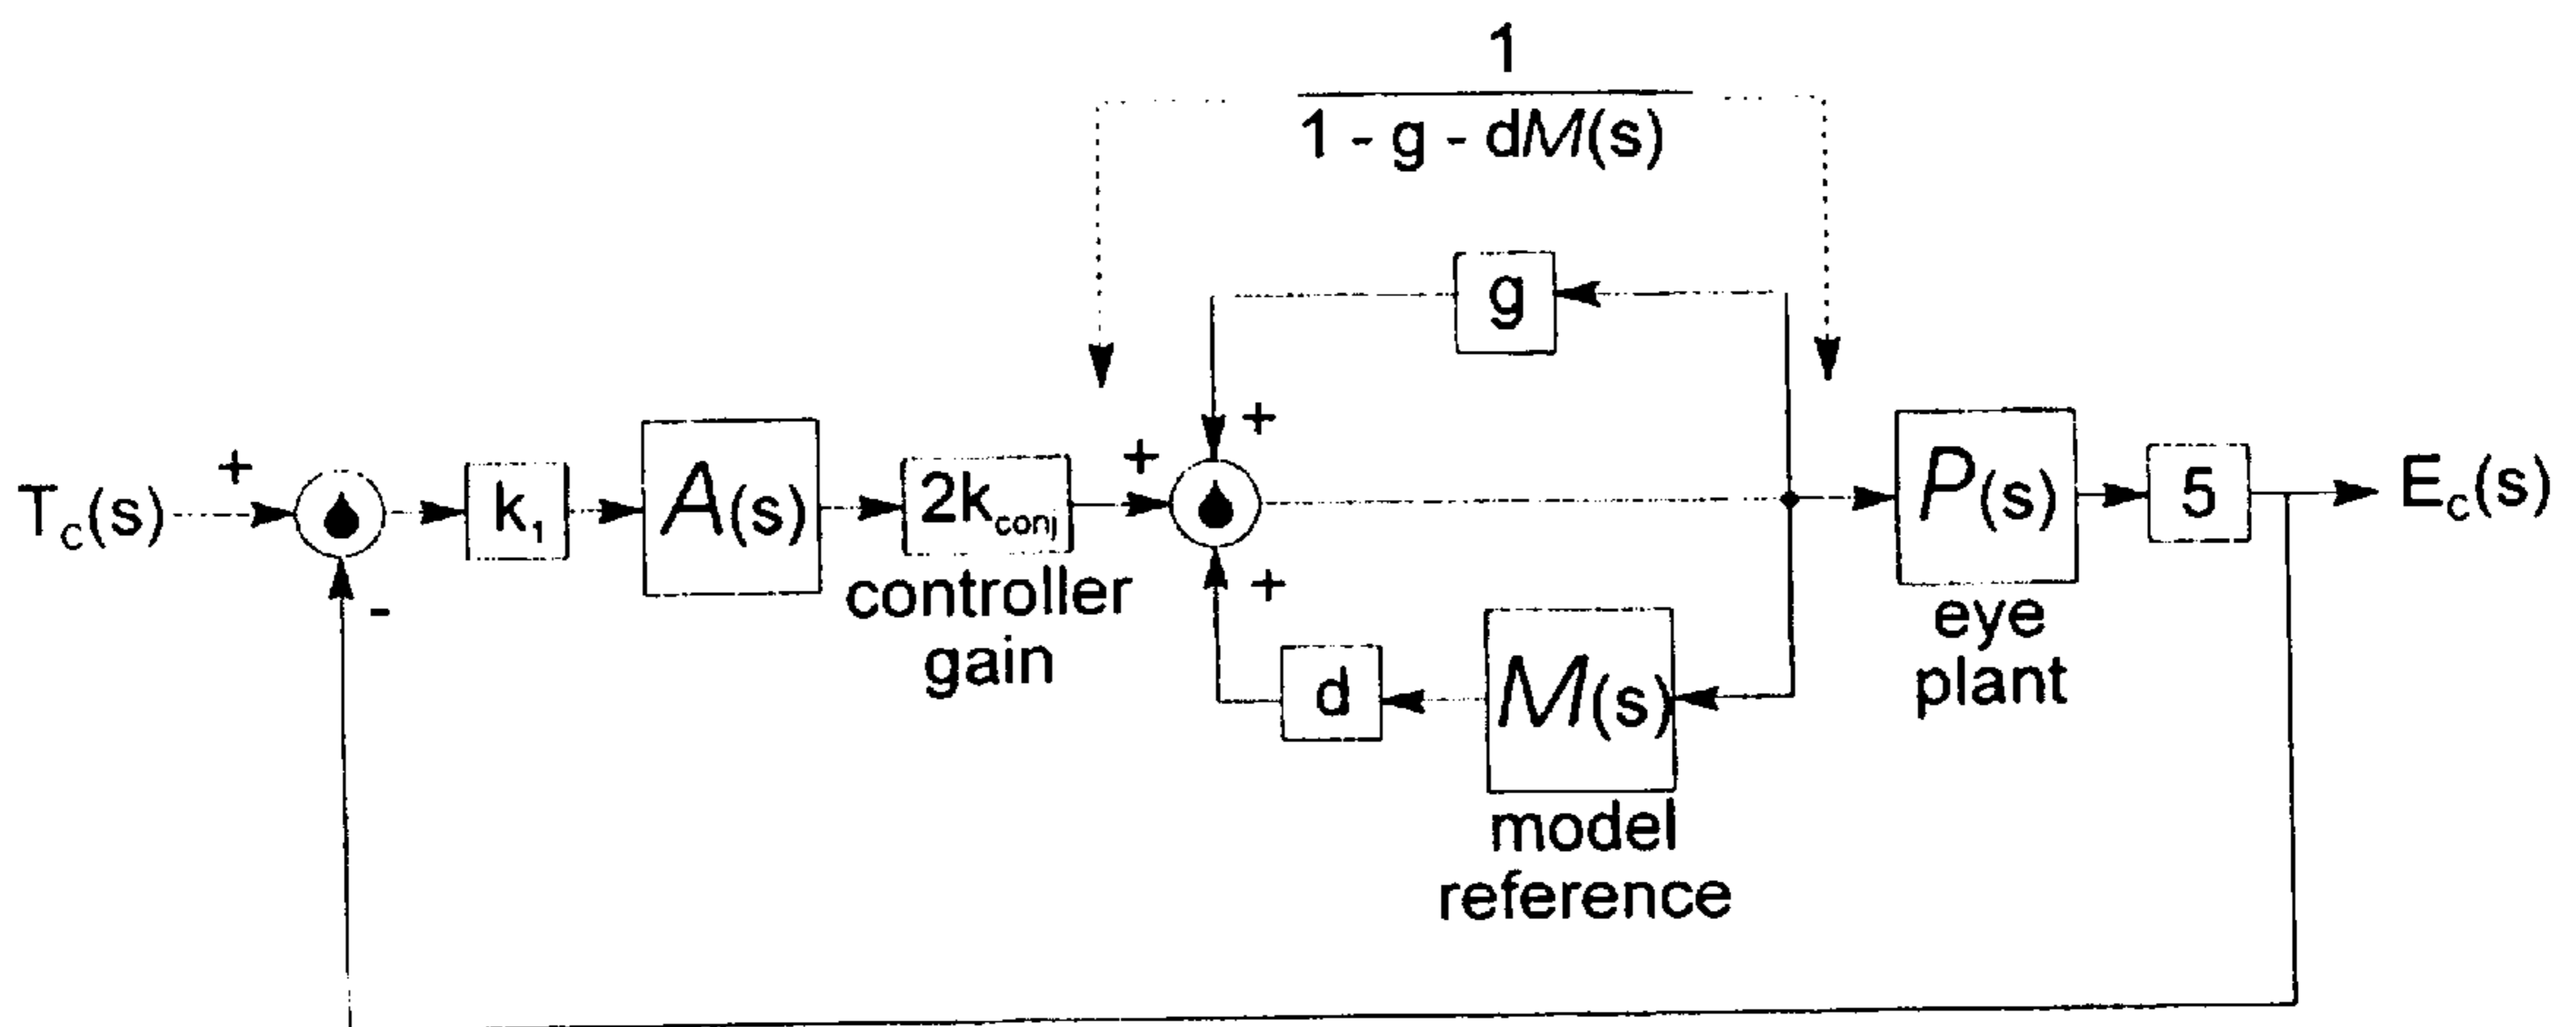 1
1 - g - dM(s)
g
+
+
+
T_c(s)
k_1
A(s)
2k_conj
P(s)
5
E_c(s)
-
+
controller
gain
d
M(s)
eye
plant
model
reference